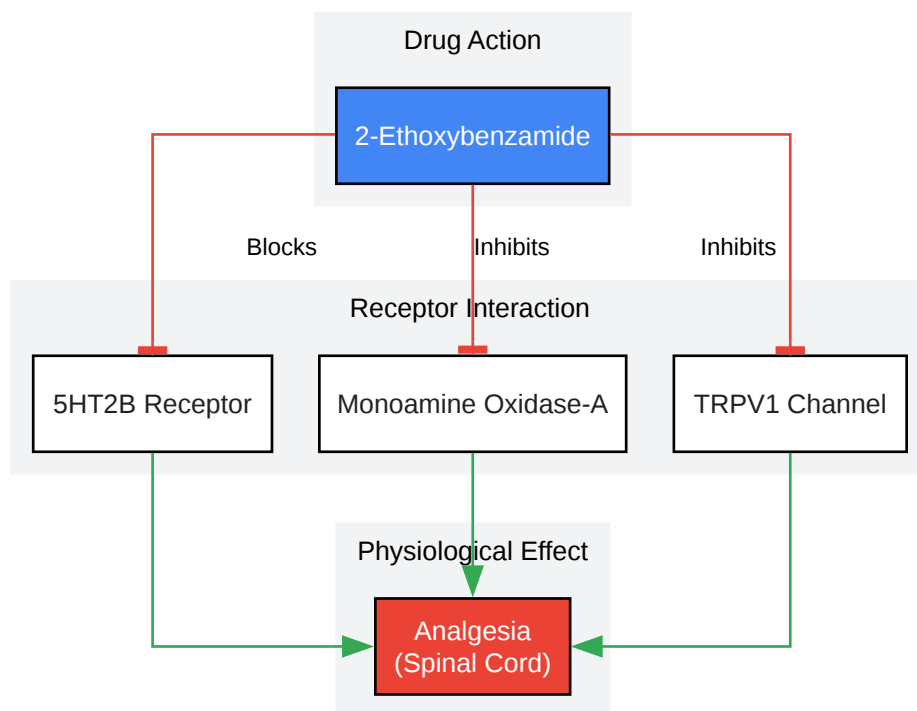 Drug Action
2-Ethoxybenzamide
Blocks
Inhibits
Inhibits
Receptor Interaction
5HT2B Receptor
Monoamine Oxidase-A
TRPV1 Channel
Physiological Effect
Analgesia
(Spinal Cord)